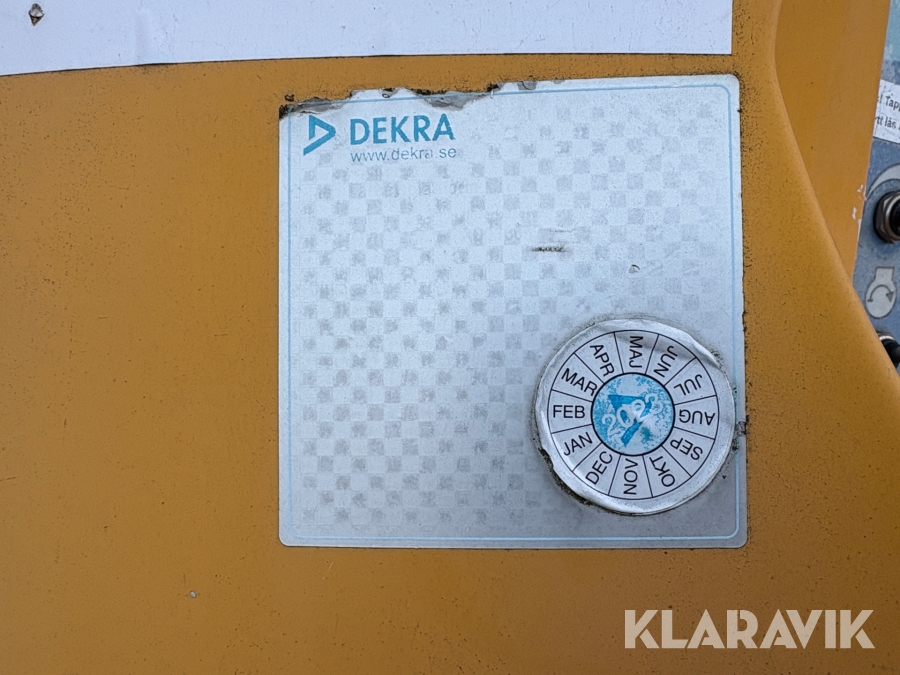 DEKRA
www.dekra.se
JAN
FEB
MAR
APR
MAJ
JUN
JUL
AUG
SEP
OKT
NOV
DEC
KLARAVIK